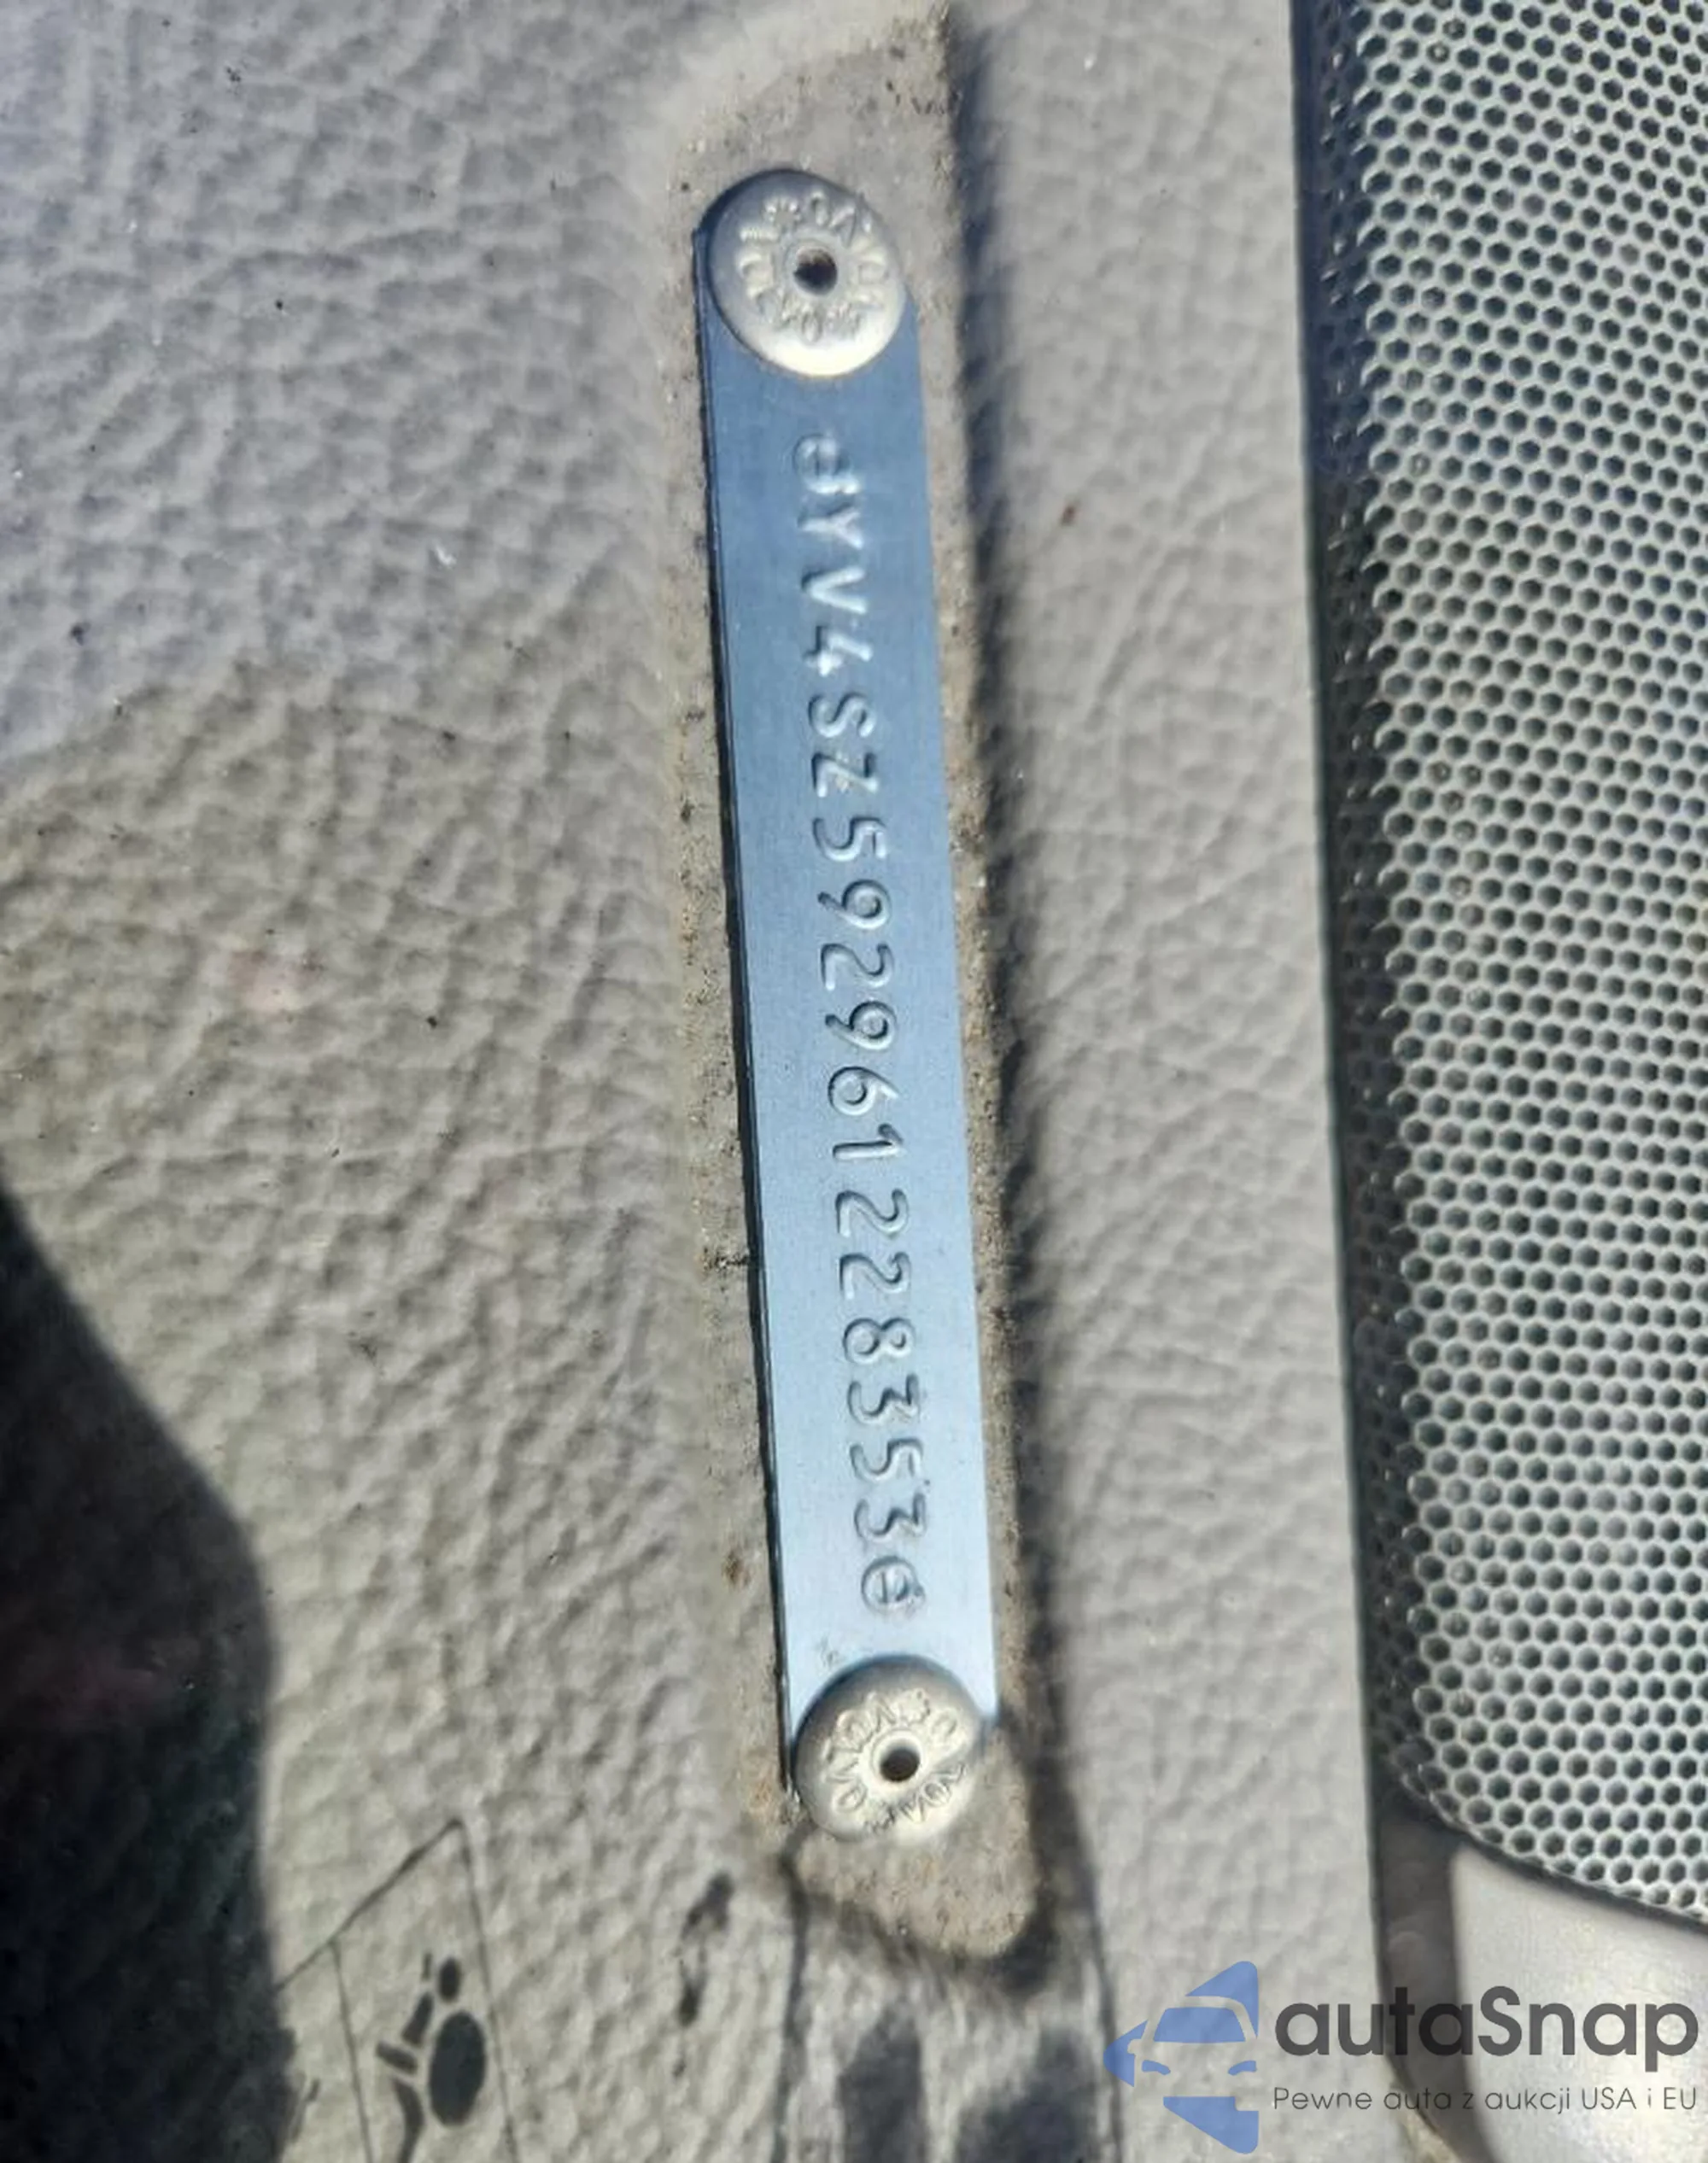 YV4SZ592961228353
autaSnap
Pewne auta z aukcji USA i EU